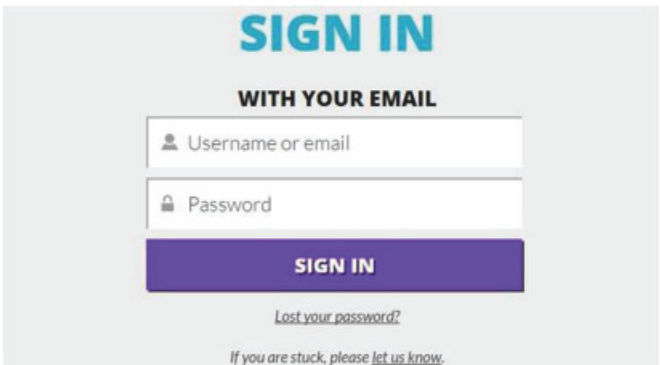 SIGN IN
WITH YOUR EMAIL
Username or email
Password
SIGN IN
Lost your password?
If you are stuck, please let us know.